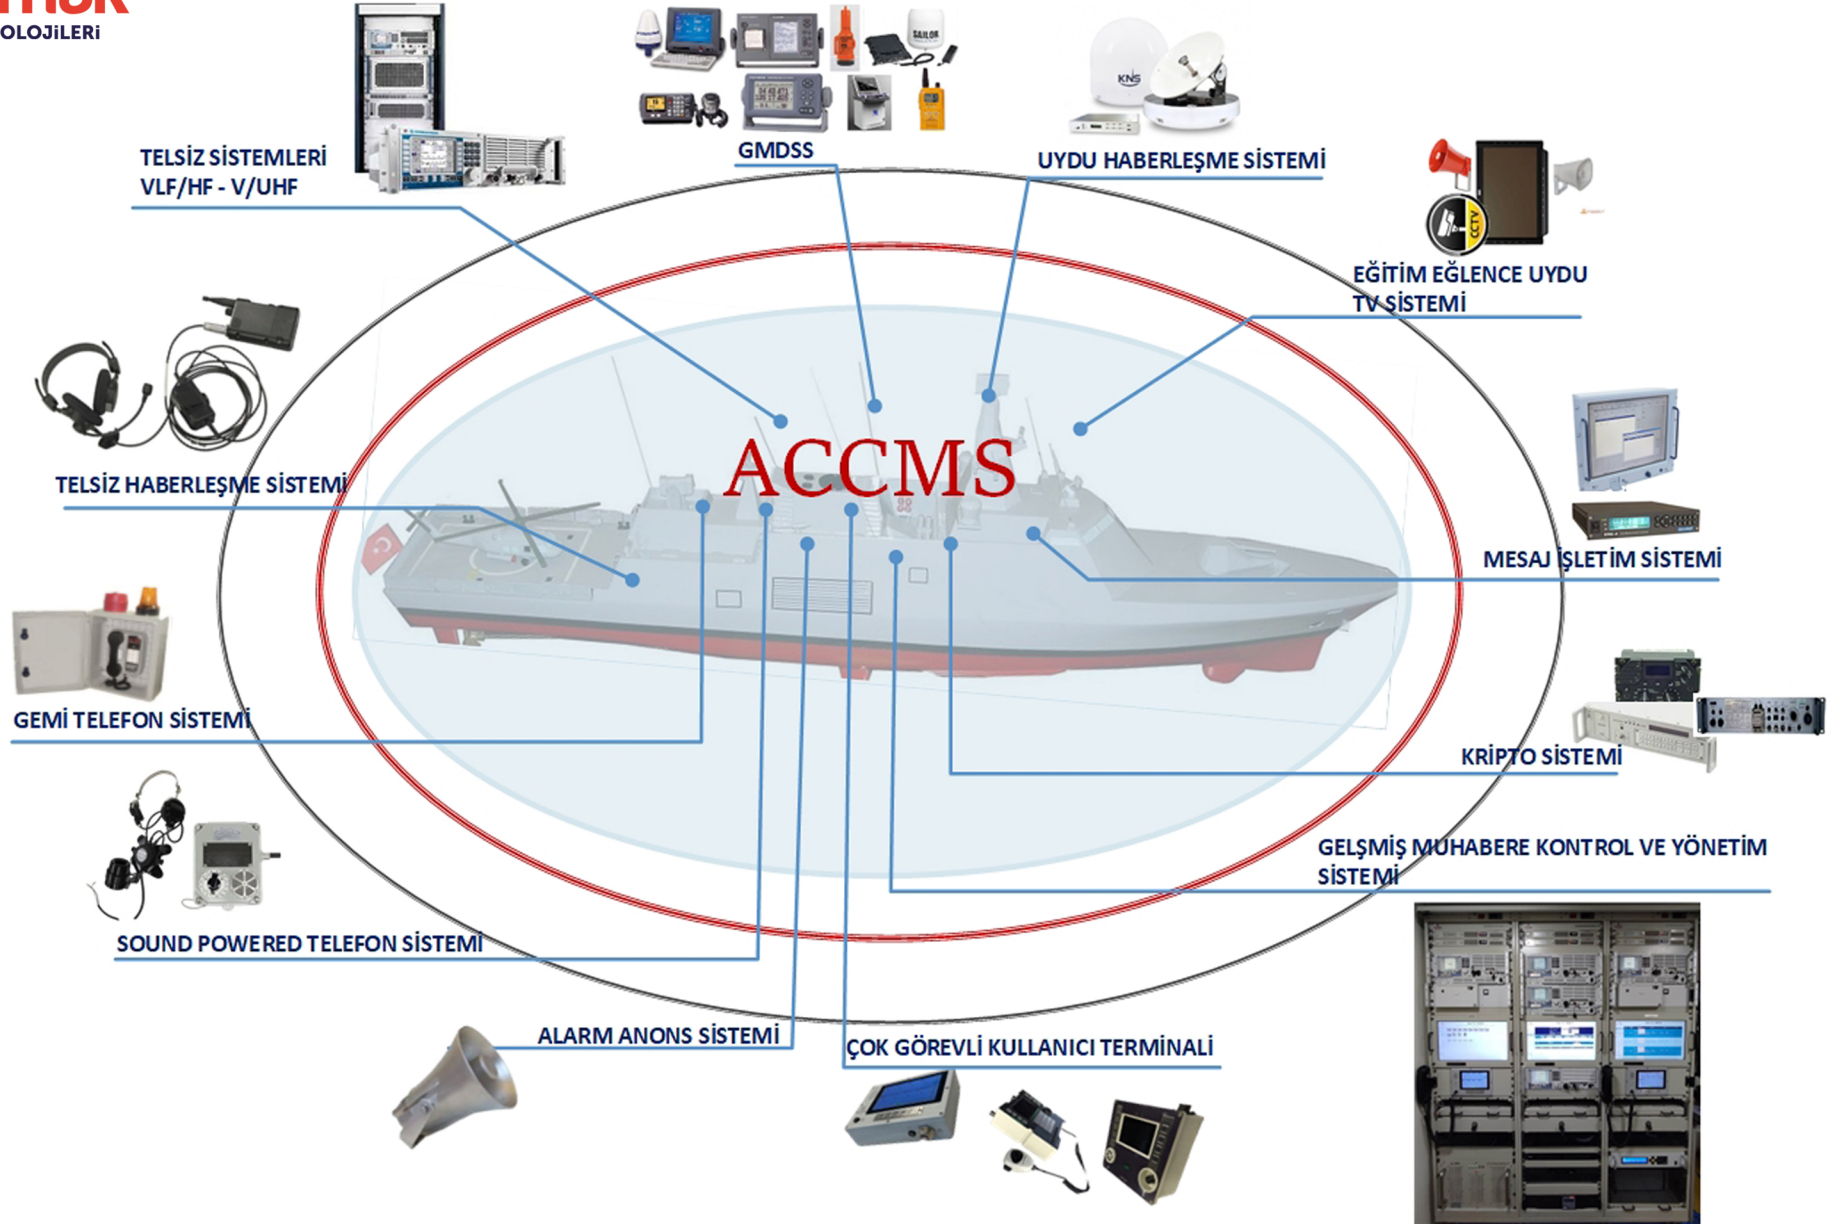 OLOJİLERİ
TELSİZ SİSTEMLERİ
VLF/HF - V/UHF
GMDSS
SAILOR
KNS
UYDU HABERLEŞME SİSTEMİ
CCTV
EĞİTİM EĞLENCE UYDU
TV SİSTEMİ
ACCMS
TELSİZ HABERLEŞME SİSTEMİ
MESAJ İŞLETİM SİSTEMİ
GEMİ TELEFON SİSTEMİ
KRİPTO SİSTEMİ
GELŞMİŞ MUHABERE KONTROL VE YÖNETİM
SİSTEMİ
SOUND POWERED TELEFON SİSTEMİ
ALARM ANONS SİSTEMİ
ÇOK GÖREVLİ KULLANICI TERMİNALİ